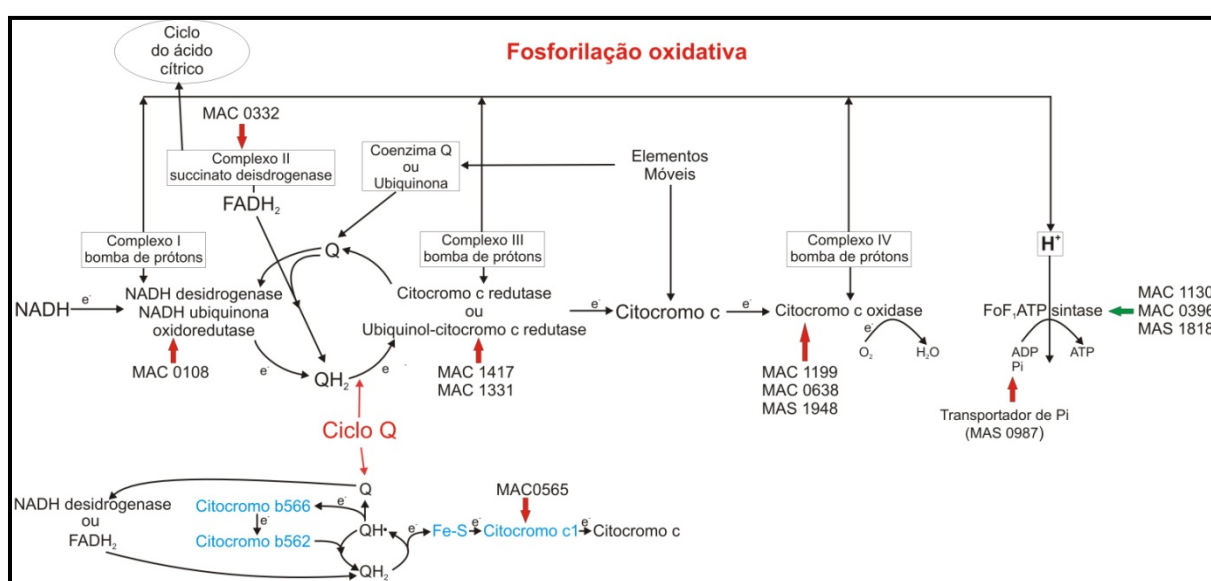 Fosforilação oxidativa
Ciclo
do ácido
cítrico
MAC 0332
Complexo II
succinato deisdrogenase
FADH₂
Coenzima Q
ou
Ubiquinona
Elementos
Móveis
Complexo I
bomba de prótons
Q
Complexo III
bomba de prótons
Complexo IV
bomba de prótons
H⁺
NADH
e⁻
NADH desidrogenase
NADH ubiquinona
oxidoredutase
MAC 0108
e⁻
QH₂
e⁻
Citocromo c redutase
ou
Ubiquinol-citocromo c redutase
MAC 1417
MAC 1331
e⁻
Citocromo c
e⁻
Citocromo c oxidase
e⁻
O₂
H₂O
MAC 1199
MAC 0638
MAS 1948
FoF₁ATP sintase
ADP
Pi
ATP
MAC 1130
MAC 0396
MAS 1818
Transportador de Pi
(MAS 0987)
Ciclo Q
NADH desidrogenase
ou
FADH₂
Q
Citocromo b566
e⁻
e⁻
Citocromo b562
QH•
QH₂
e⁻
Fe-S
e⁻
MAC0565
Citocromo c1
e⁻
Citocromo c